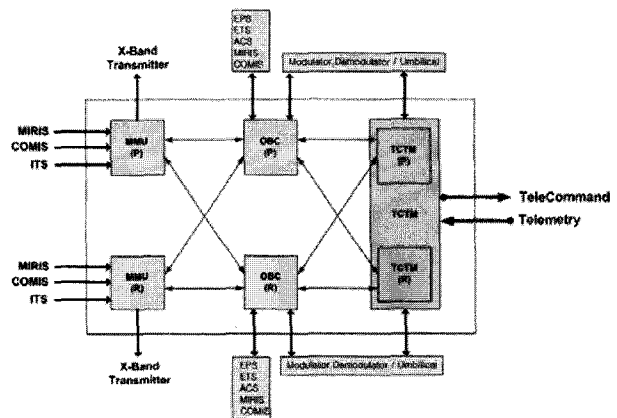 EPS
ETS
ACS
MIRIS
COMIS
X-Band
Transmitter
Modulator Demodulator / Umbilical
MIRIS
COMIS
ITS
MMU
(P)
OBC
(P)
TCTM
(P)
TCTM
TeleCommand
Telemetry
MIRIS
COMIS
ITS
MMU
(R)
OBC
(R)
TCTM
(R)
X-Band
Transmitter
EPS
ETS
ACS
MIRIS
COMIS
Modulator Demodulator / Umbilical